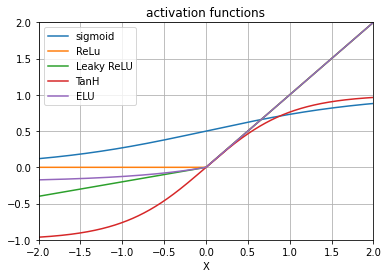 activation functions
2.0
1.5
1.0
0.5
0.0
−0.5
−1.0
sigmoid
ReLu
Leaky ReLU
TanH
ELU
−2.0 −1.5 −1.0 −0.5 0.0 0.5 1.0 1.5 2.0
X